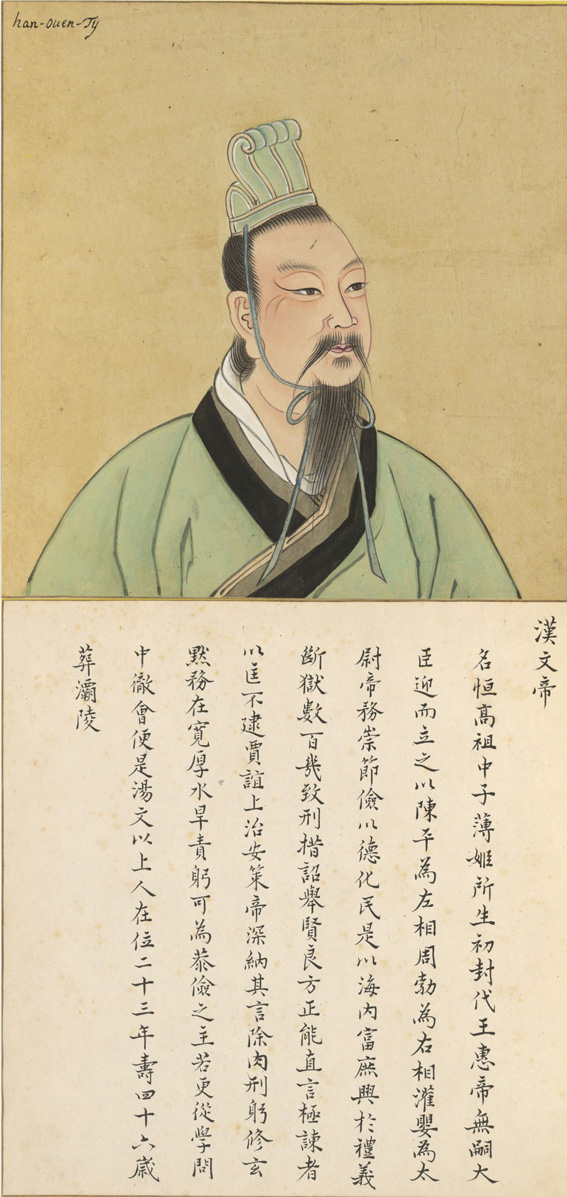 han-ouen-Ty
漢文帝
名恒高祖中子薄姬所生初封代王惠帝無嗣大
臣迎而立之以陳平為左相周勃為右相灌嬰為太
尉帝務崇節儉以德化民是以海内富庶興於禮義
斷獄數百幾致刑措詔舉賢良方正能直言極諫者
以匡不逮賈誼上治安策帝深納其言除肉刑躬修玄
黙務在寬厚水旱責躬可為恭儉之主若更從學問
中徹會便是湯文以上人在位二十三年壽四十六歲
葬灞陵